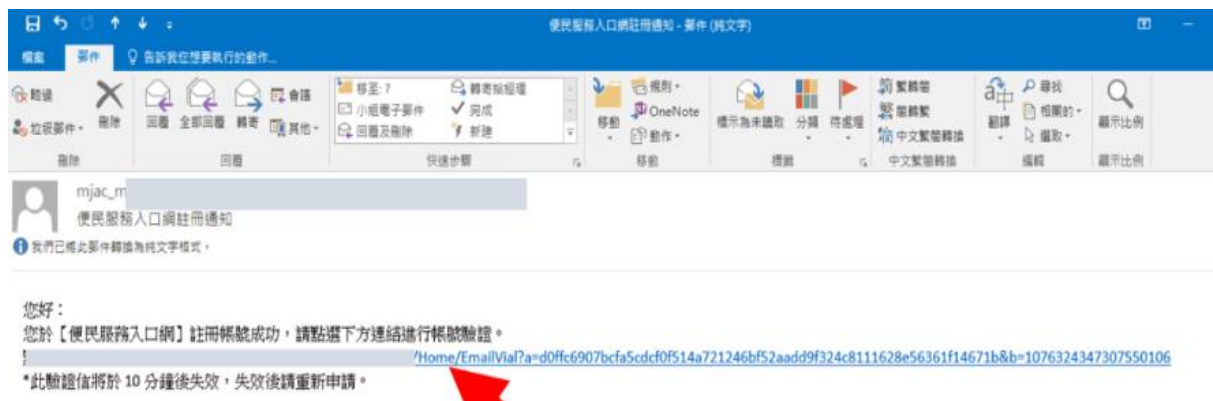 便民服務入口網註冊通知 - 郵件 (純文字)
檔案 郵件 告訴我您想要執行的動作...
略過
垃圾郵件
刪除
回覆 全部回覆 轉寄
會議
其他
移至: ?
小組電子郵件
回覆及刪除
轉寄給經理
完成
新建
移動
規則
OneNote
動作
標示為未讀取 分類 待處理
簡 繁轉簡
繁 簡轉繁
簡 中文繁簡轉換
翻譯
尋找
相關的
選取
顯示比例
刪除 回覆 快速步驟 移動 標籤 中文繁簡轉換 編輯 顯示比例
mjac_m
便民服務入口網註冊通知
我們已將此郵件轉換為純文字格式。
您好：
您於【便民服務入口網】註冊帳號成功，請點選下方連結進行帳號驗證。
/Home/EmailVial?a=d0ffc6907bcfa5cdcf0f514a721246bf52aadd9f324c8111628e56361f14671b&b=1076324347307550106
*此驗證信將於 10 分鐘後失效，失效後請重新申請。